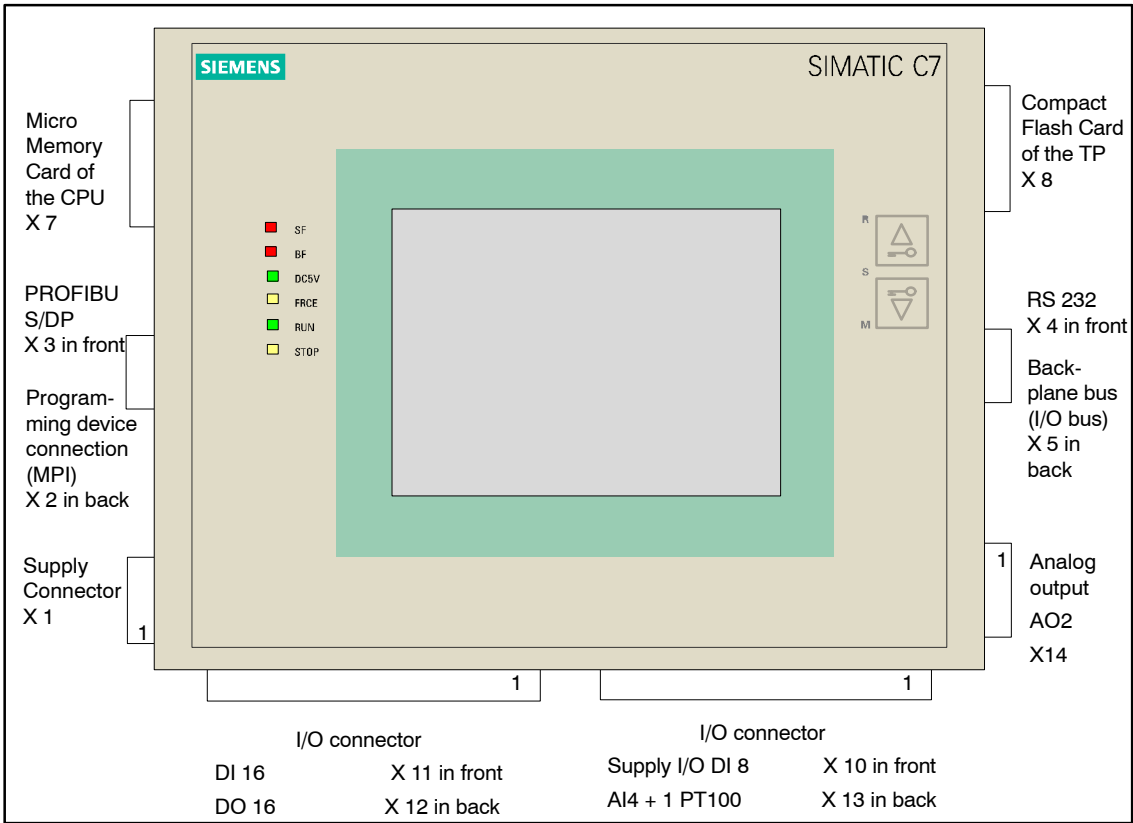 SIEMENS
SIMATIC C7
Micro
Memory
Card of
the CPU
X 7
Compact
Flash Card
of the TP
X 8
SF
BF
DC5V
FRCE
RUN
STOP
R
S
M
PROFIBU
S/DP
X 3 in front
Program-
ming device
connection
(MPI)
X 2 in back
RS 232
X 4 in front
Back-
plane bus
(I/O bus)
X 5 in
back
Supply
Connector
X 1
1
1
Analog
output
AO2
X14
1
1
I/O connector
DI 16 X 11 in front
DO 16 X 12 in back
I/O connector
Supply I/O DI 8 X 10 in front
AI4 + 1 PT100 X 13 in back